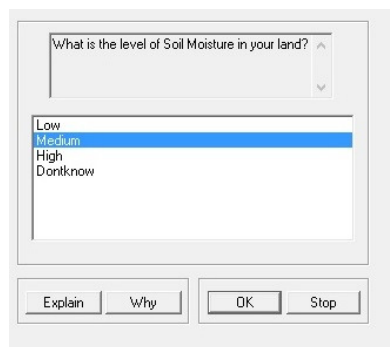 What is the level of Soil Moisture in your land?
Low
Medium
High
Dontknow
Explain Why OK Stop